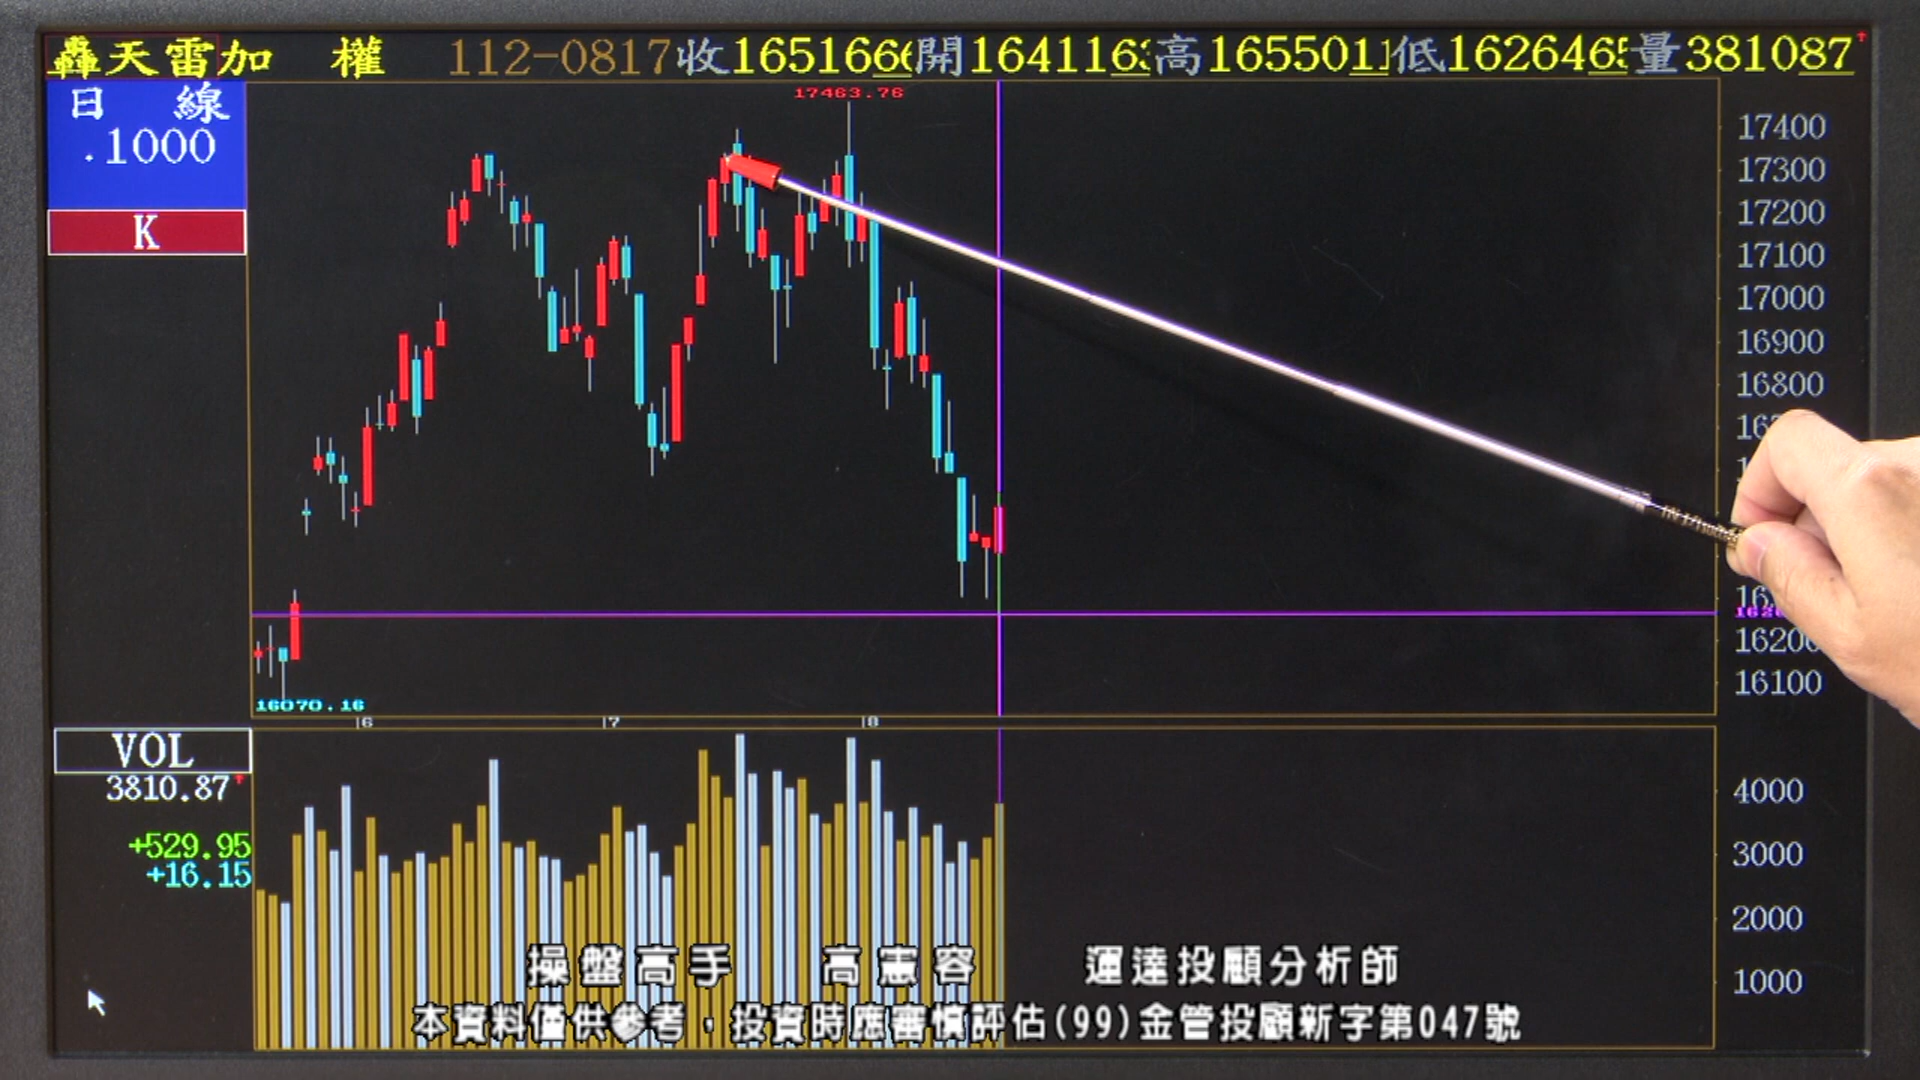 轟天雷加 權 112-0817收1651666開1641163高165501低1626465量381087
日 線
.1000
K
17463.76
17400
17300
17200
17100
17000
16900
16800
16200
16100
16070.16
6 7 8
VOL
3810.87
+529.95
+16.15
4000
3000
2000
1000
操盤高手 高憲容 運達投顧分析師
本資料僅供參考，投資時應審慎評估(99)金管投顧新字第047號